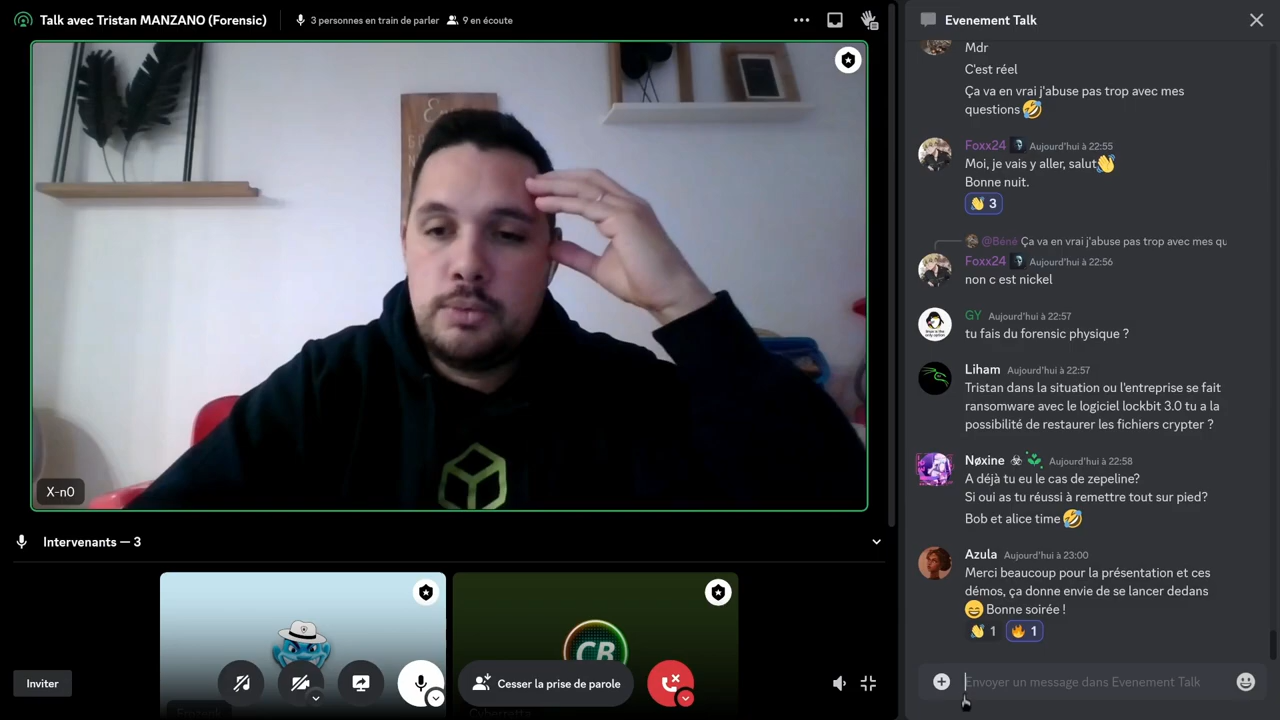 Talk avec Tristan MANZANO (Forensic)
3 personnes en train de parler
9 en écoute
X-n0
Intervenants — 3
CB
Inviter
Cesser la prise de parole
Evenement Talk
Mdr
C'est réel
Ça va en vrai j'abuse pas trop avec mes
questions 🤣
Foxx24 Aujourd'hui à 22:55
Moi, je vais y aller, salut👋
Bonne nuit.
👋 3
@Béné Ça va en vrai j'abuse pas trop avec mes qu
Foxx24 Aujourd'hui à 22:56
non c est nickel
GY Aujourd'hui à 22:57
tu fais du forensic physique ?
Liham Aujourd'hui à 22:57
Tristan dans la situation ou l'entreprise se fait
ransomware avec le logiciel lockbit 3.0 tu a la
possibilité de restaurer les fichiers crypter ?
Nøxine ☣ Aujourd'hui à 22:58
A déjà tu eu le cas de zepeline?
Si oui as tu réussi à remettre tout sur pied?
Bob et alice time 🤣
Azula Aujourd'hui à 23:00
Merci beaucoup pour la présentation et ces
démos, ça donne envie de se lancer dedans
😄 Bonne soirée !
👋 1 🔥 1
Envoyer un message dans Evenement Talk